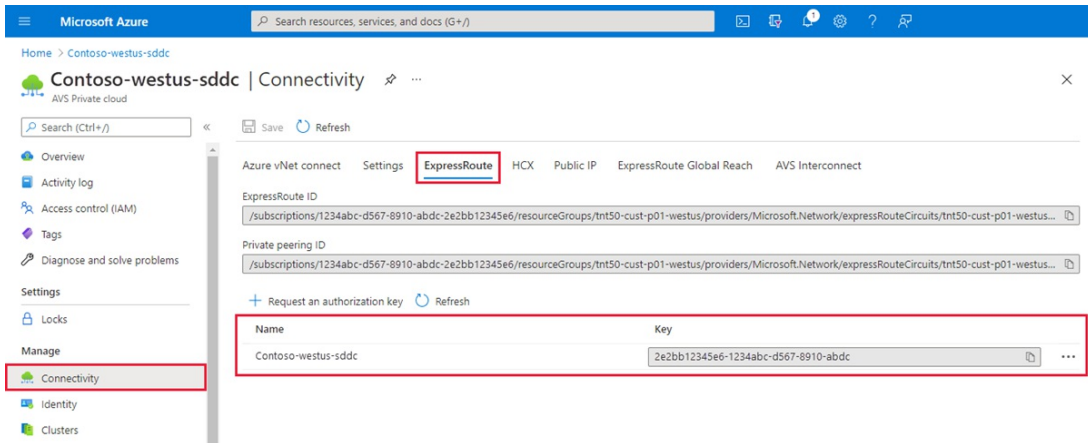 Microsoft Azure
Search resources, services, and docs (G+/)
1
Home > Contoso-westus-sddc
Contoso-westus-sddc | Connectivity
AVS Private cloud
Search (Ctrl+/)
Save Refresh
Overview
Activity log
Access control (IAM)
Tags
Diagnose and solve problems
Settings
Locks
Manage
Connectivity
Identity
Clusters
Azure vNet connect Settings ExpressRoute HCX Public IP ExpressRoute Global Reach AVS Interconnect
ExpressRoute ID
/subscriptions/1234abc-d567-8910-abdc-2e2bb12345e6/resourceGroups/tnt50-cust-p01-westus/providers/Microsoft.Network/expressRouteCircuits/tnt50-cust-p01-westus...
Private peering ID
/subscriptions/1234abc-d567-8910-abdc-2e2bb12345e6/resourceGroups/tnt50-cust-p01-westus/providers/Microsoft.Network/expressRouteCircuits/tnt50-cust-p01-westus...
Request an authorization key Refresh
Name Key
Contoso-westus-sddc 2e2bb12345e6-1234abc-d567-8910-abdc